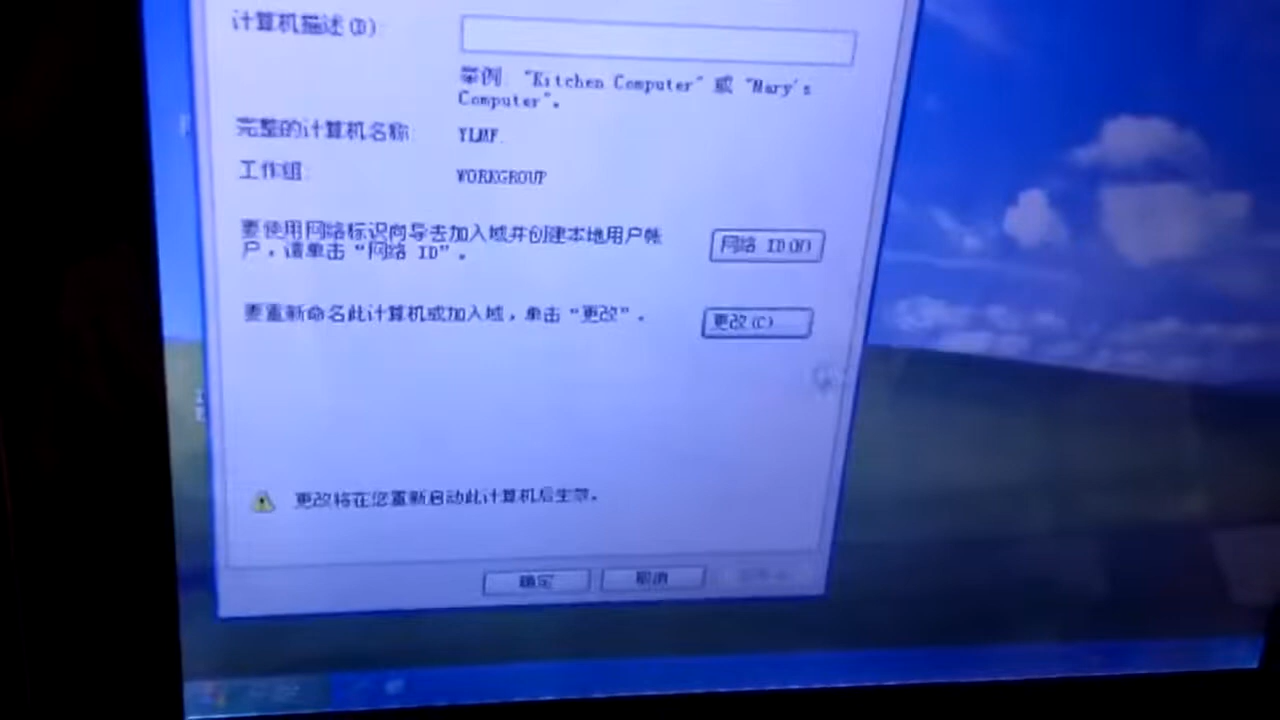 计算机描述(D):
举例: "Kitchen Computer" 或 "Mary's
Computer"。
完整的计算机名称:
YLMF.
工作组:
WORKGROUP
要使用网络标识向导去加入域并创建本地用户帐
户，请单击“网络 ID”。
网络 ID(N)
要重新命名此计算机或加入域，单击“更改”。
更改(C)
更改将在您重新启动此计算机后生效。
确定
取消